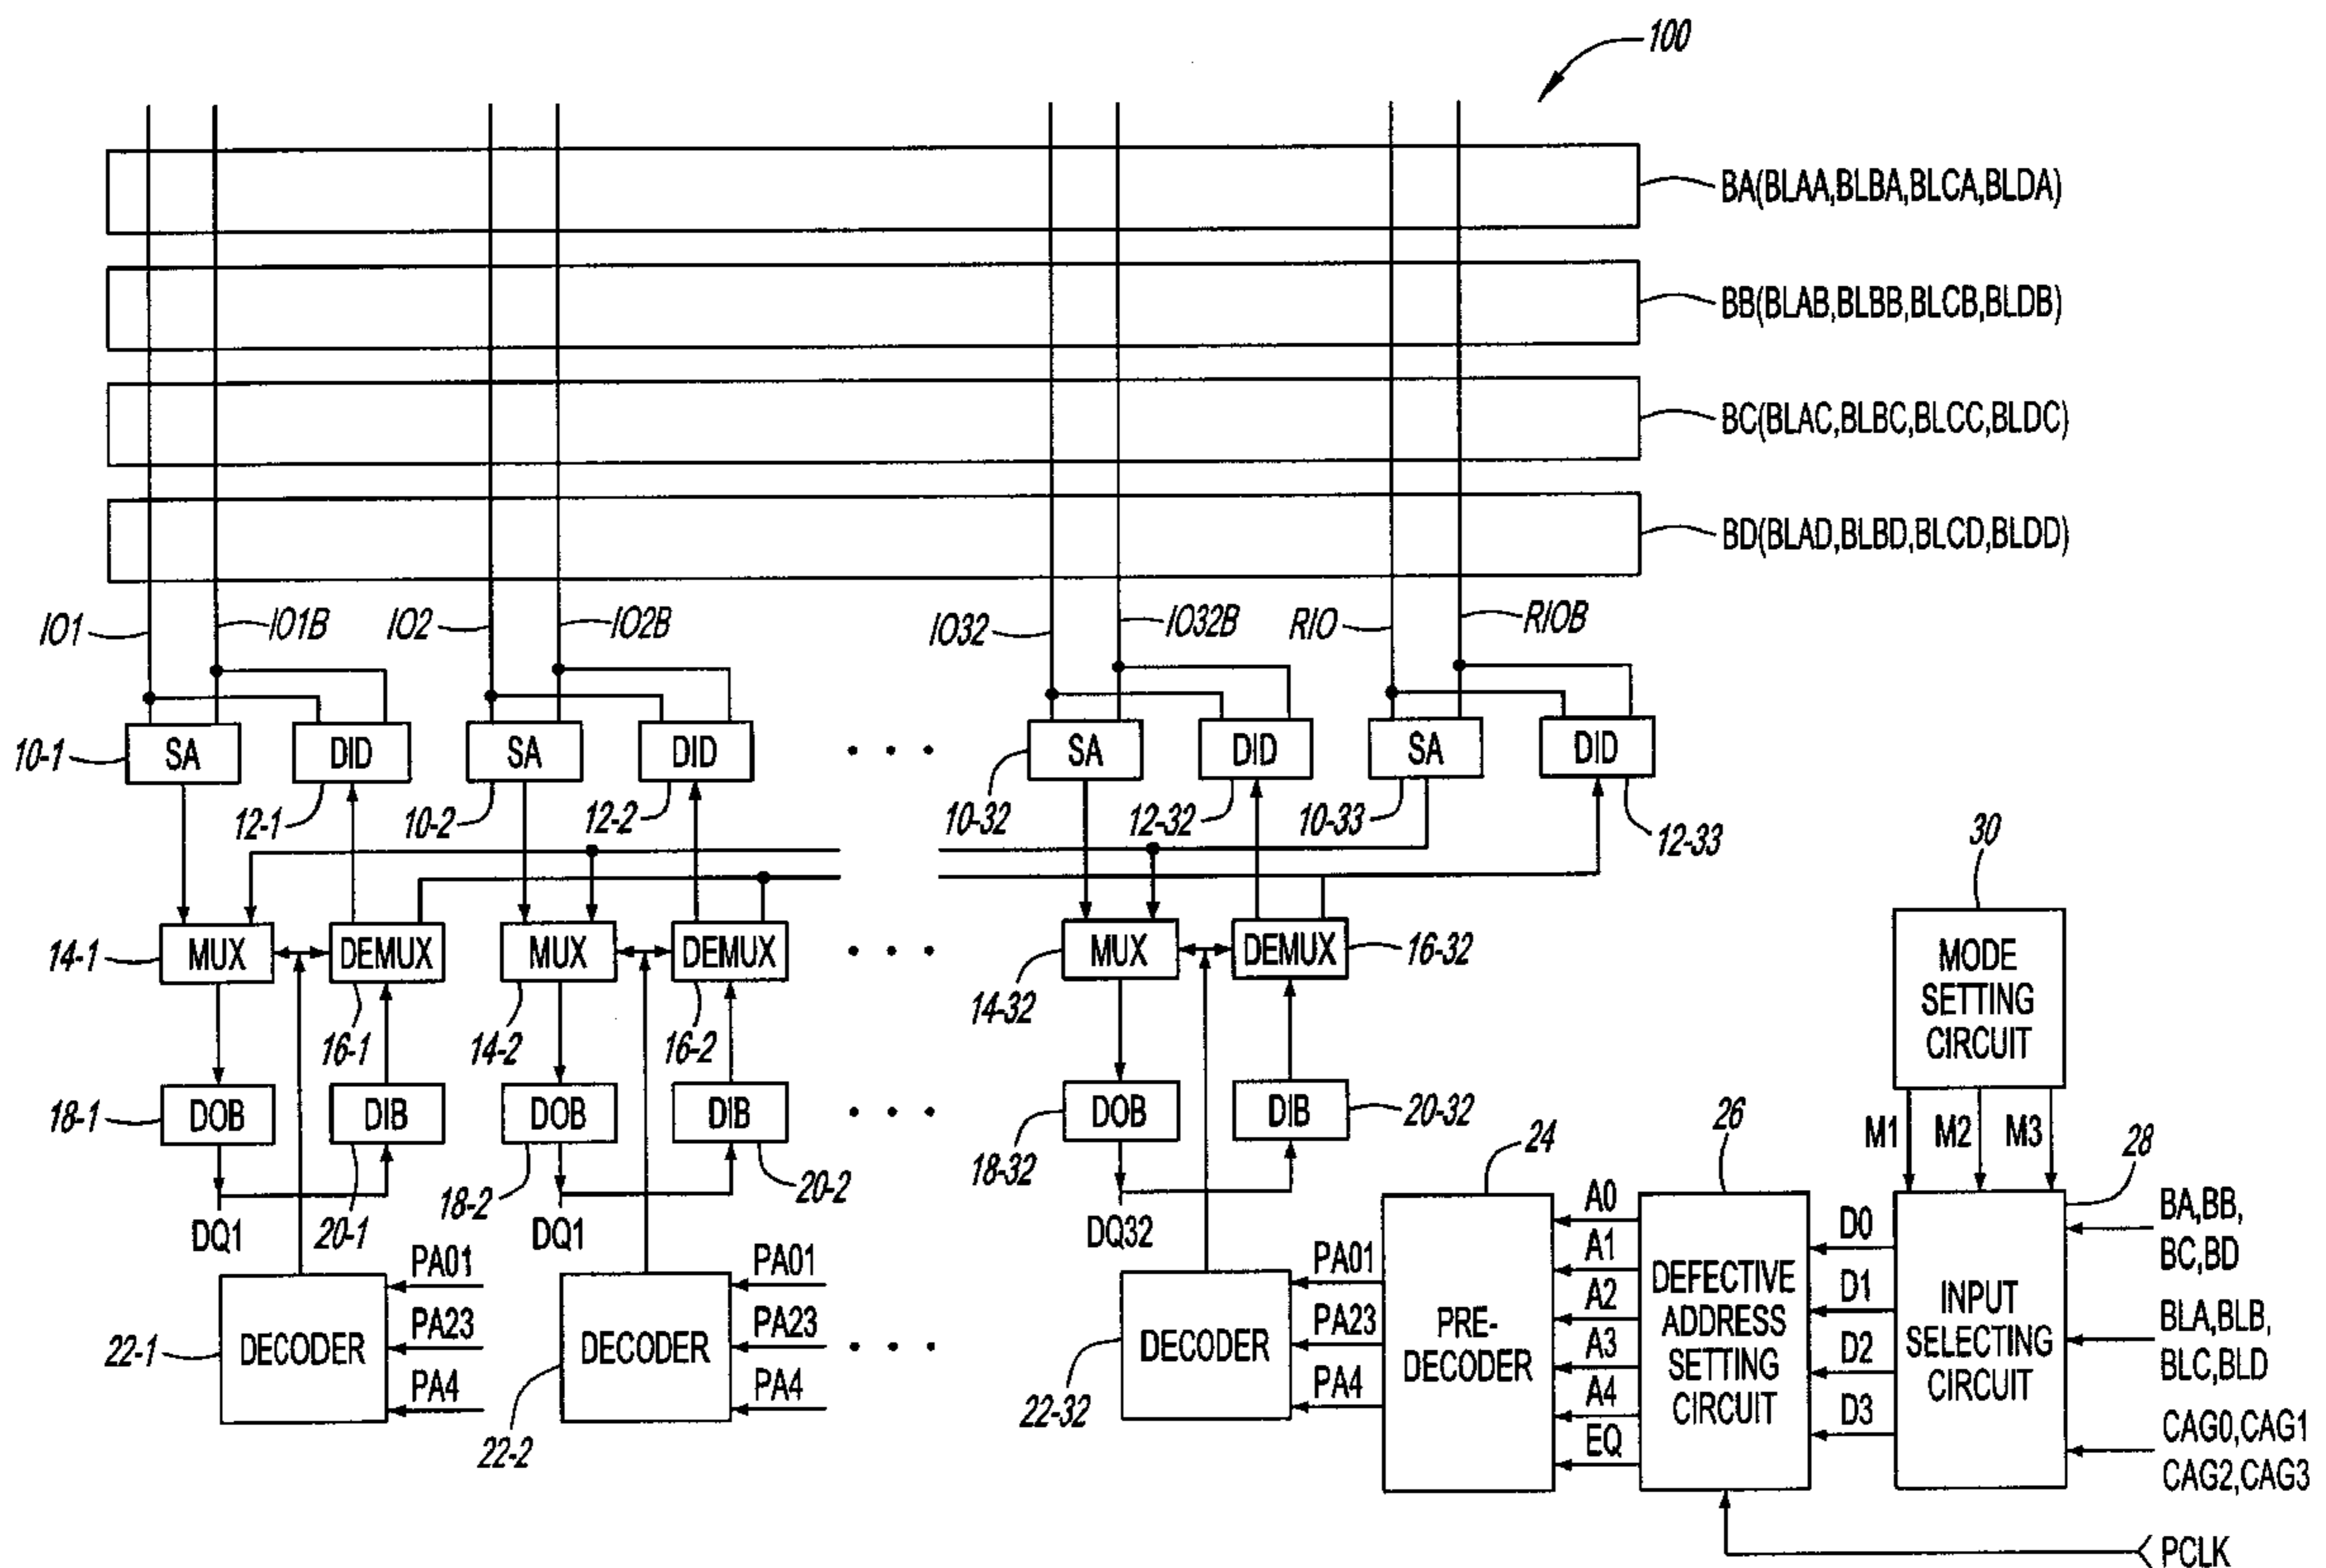 100
BA(BLAA,BLBA,BLCA,BLDA)
BB(BLAB,BLBB,BLCB,BLDB)
BC(BLAC,BLBC,BLCC,BLDC)
BD(BLAD,BLBD,BLCD,BLDD)
IO1
IO1B
IO2
IO2B
IO32
IO32B
RIO
RIOB
10-1
SA
DID
SA
DID
SA
DID
SA
DID
12-1
10-2
12-2
10-32
12-32
10-33
12-33
30
14-1
MUX
DEMUX
MUX
DEMUX
MUX
DEMUX
16-32
MODE
SETTING
CIRCUIT
16-1
14-2
16-2
14-32
18-1
DOB
DIB
DOB
DIB
DOB
DIB
20-32
M1
M2
M3
24
26
28
18-32
20-2
18-2
20-1
DQ1
DQ1
DQ32
A0
A1
A2
A3
A4
EQ
D0
D1
D2
D3
BA,BB,
BC,BD
BLA,BLB,
BLC,BLD
CAG0,CAG1
CAG2,CAG3
22-1
DECODER
PA01
PA23
PA4
22-2
DECODER
PA01
PA23
PA4
22-32
DECODER
PA01
PA23
PA4
PRE-
DECODER
DEFECTIVE
ADDRESS
SETTING
CIRCUIT
INPUT
SELECTING
CIRCUIT
PCLK